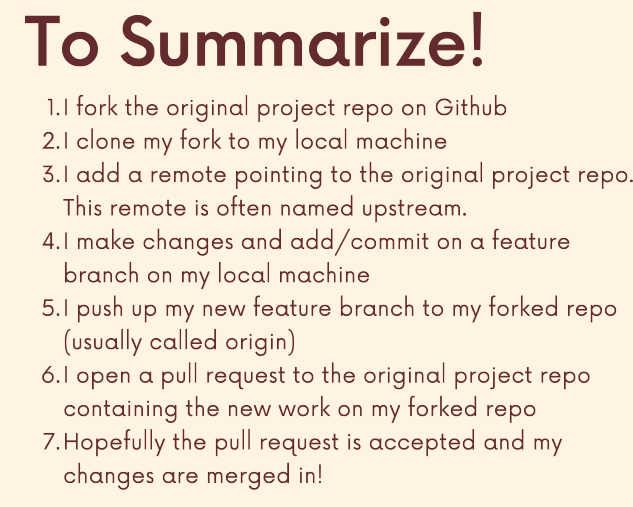 To Summarize!
1.I fork the original project repo on Github
2.I clone my fork to my local machine
3.I add a remote pointing to the original project repo.
This remote is often named upstream.
4.I make changes and add/commit on a feature
branch on my local machine
5.I push up my new feature branch to my forked repo
(usually called origin)
6.I open a pull request to the original project repo
containing the new work on my forked repo
7.Hopefully the pull request is accepted and my
changes are merged in!